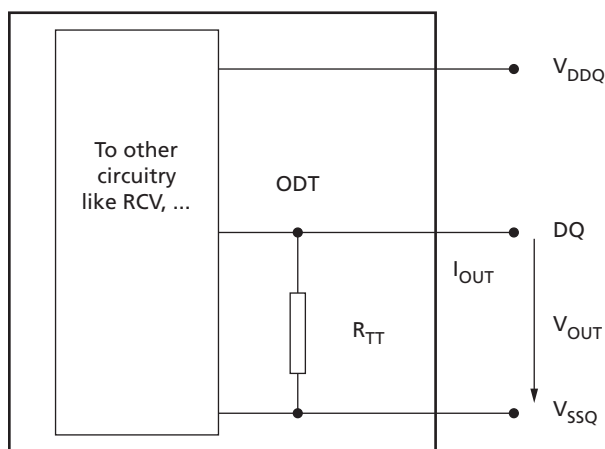 V_DDQ
To other
circuitry
like RCV, ...
ODT
DQ
I_OUT
R_TT
V_OUT
V_SSQ